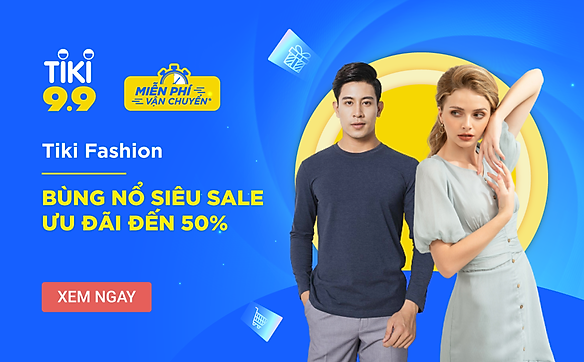 TIKI
9.9
MIỄN PHÍ
VẬN CHUYỂN*
Tiki Fashion
BÙNG NỔ SIÊU SALE
ƯU ĐÃI ĐẾN 50%
XEM NGAY